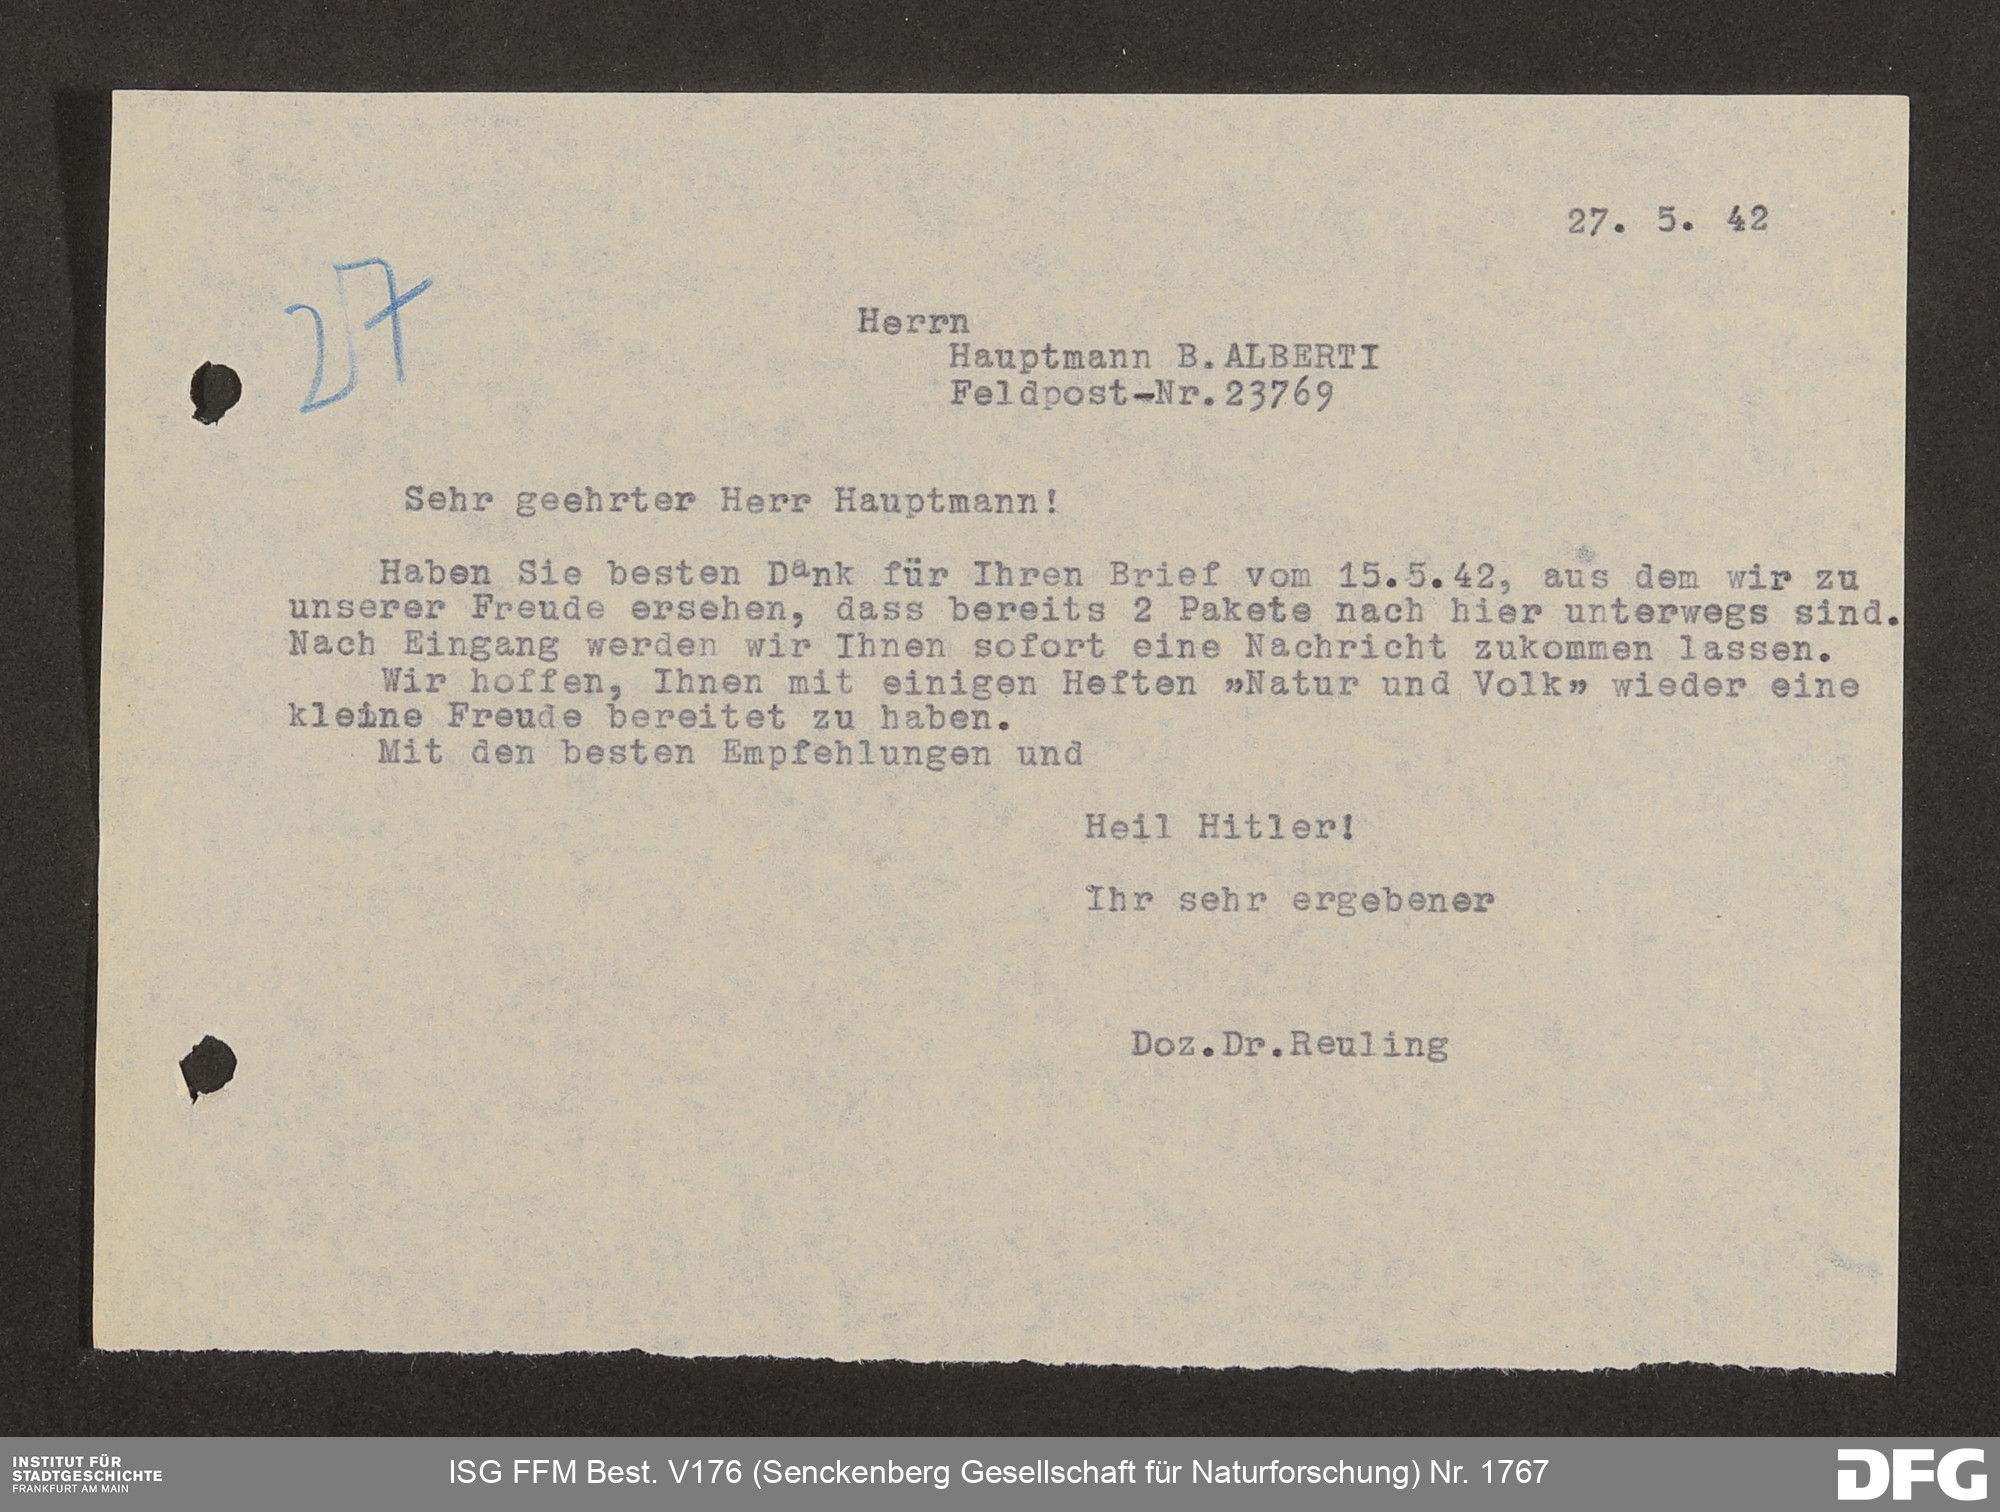 27. 5. 42
27
Herrn
Hauptmann B.ALBERTI
Feldpost-Nr.23769
Sehr geehrter Herr Hauptmann!
Haben Sie besten Dank für Ihren Brief vom 15.5.42, aus dem wir zu
unserer Freude ersehen, dass bereits 2 Pakete nach hier unterwegs sind.
Nach Eingang werden wir Ihnen sofort eine Nachricht zukommen lassen.
Wir hoffen, Ihnen mit einigen Heften »Natur und Volk» wieder eine
kleine Freude bereitet zu haben.
Mit den besten Empfehlungen und
Heil Hitler!
Ihr sehr ergebener
Doz.Dr.Reuling
INSTITUT FÜR
STADTGESCHICHTE
FRANKFURT AM MAIN
ISG FFM Best. V176 (Senckenberg Gesellschaft für Naturforschung) Nr. 1767
DFG